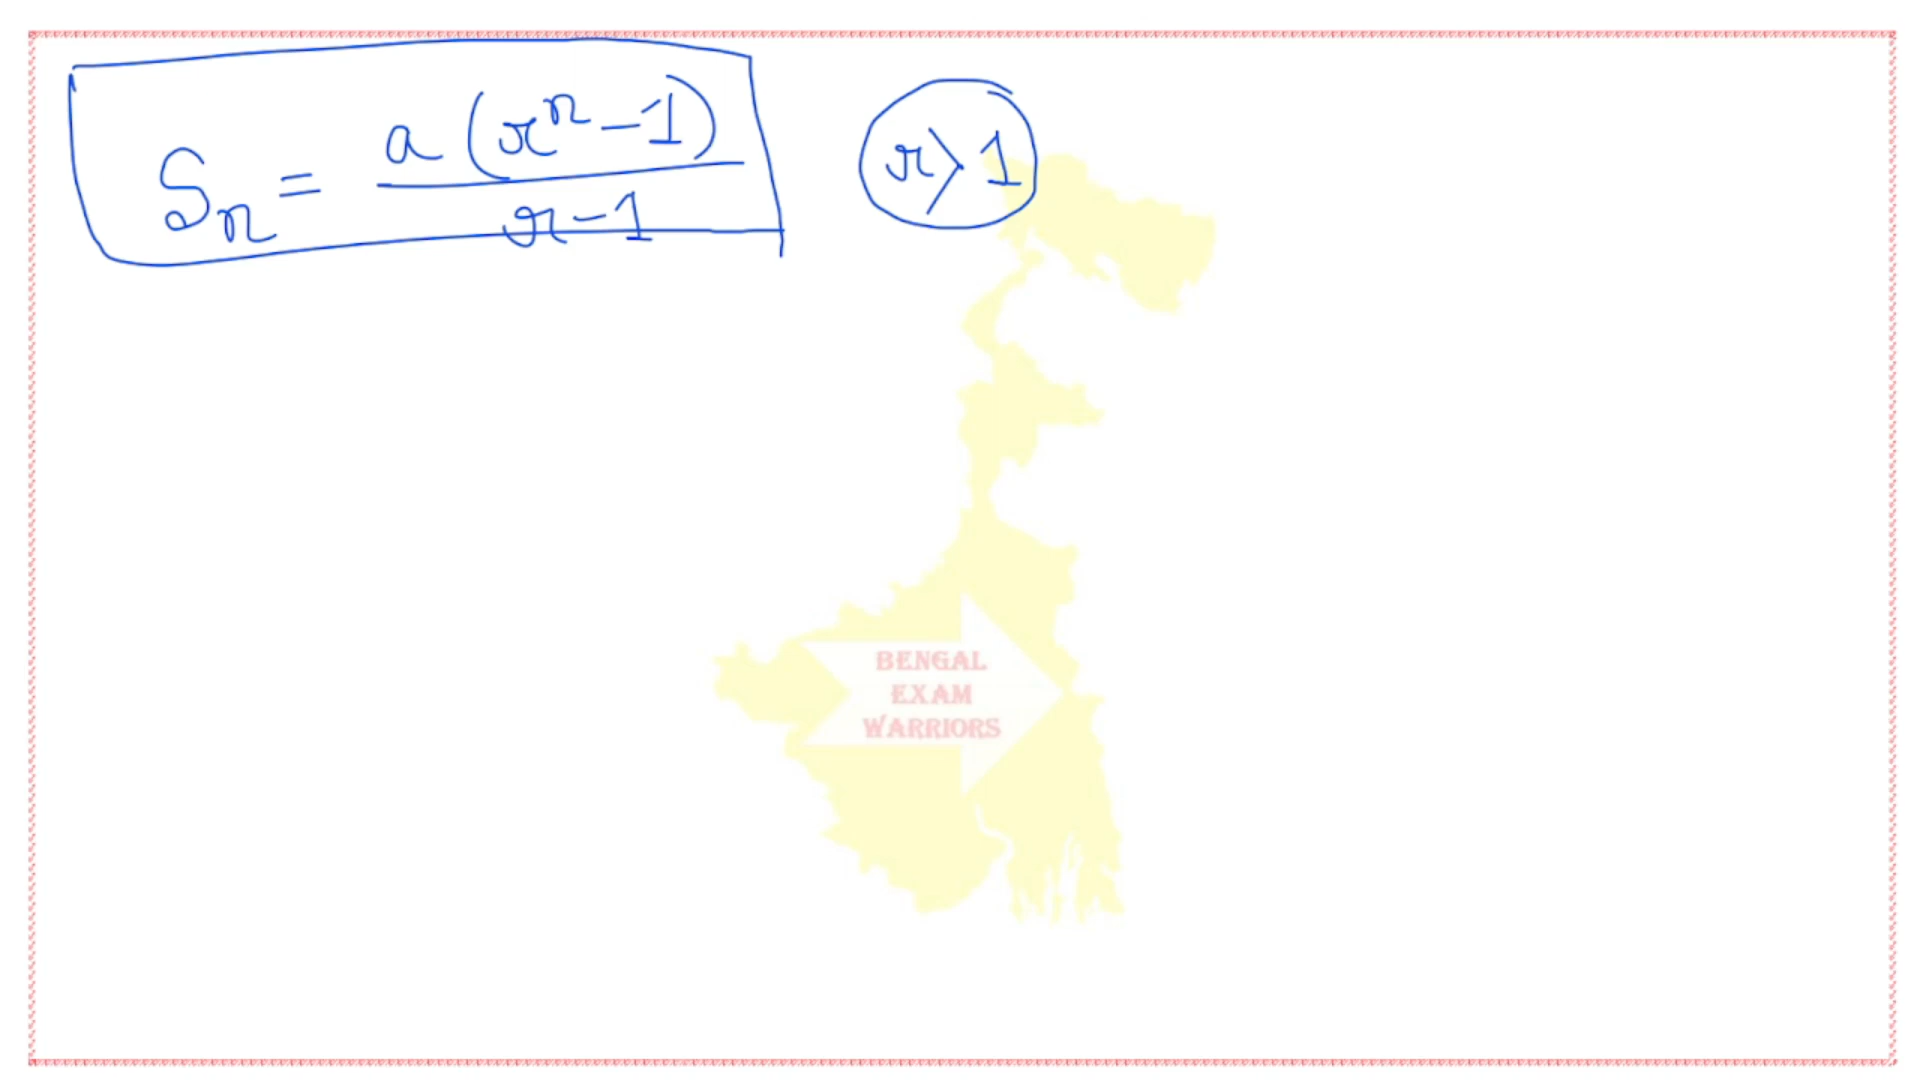 Sn = a(r^n - 1) / r - 1    r > 1
BENGAL
EXAM
WARRIORS